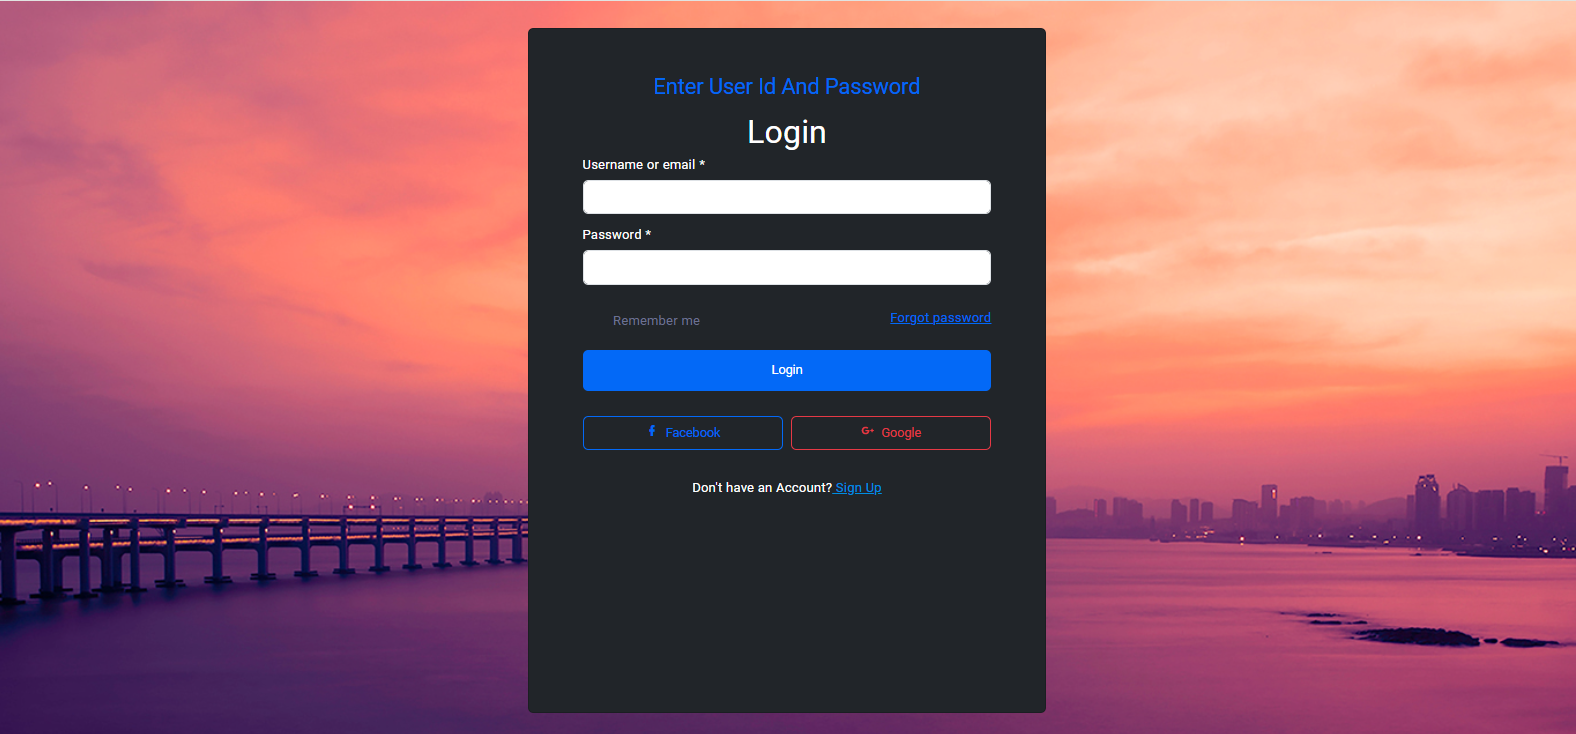 Enter User Id And Password
Login
Username or email *
Password *
Remember me
Forgot password
Login
Facebook
G+ Google
Don't have an Account? Sign Up